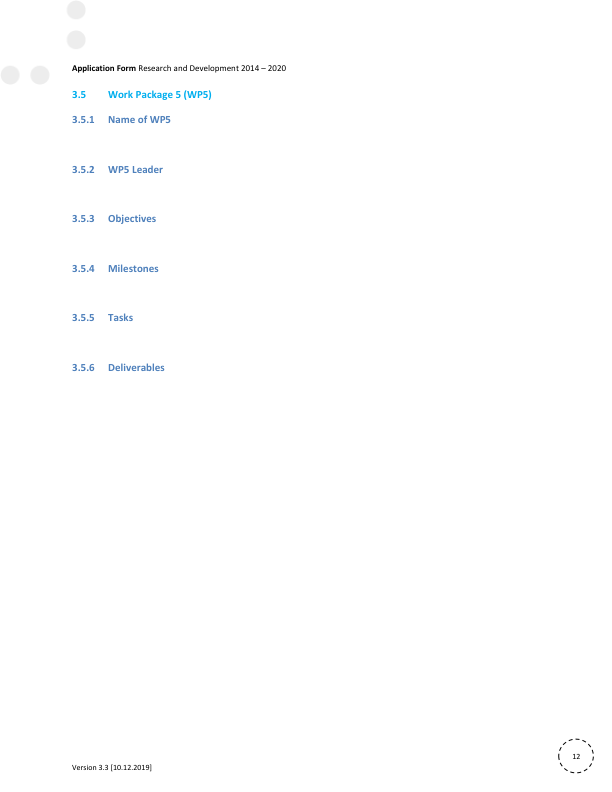 Application Form Research and Development 2014 – 2020
3.5 Work Package 5 (WP5)
3.5.1 Name of WP5
3.5.2 WP5 Leader
3.5.3 Objectives
3.5.4 Milestones
3.5.5 Tasks
3.5.6 Deliverables
12
Version 3.3 [10.12.2019]